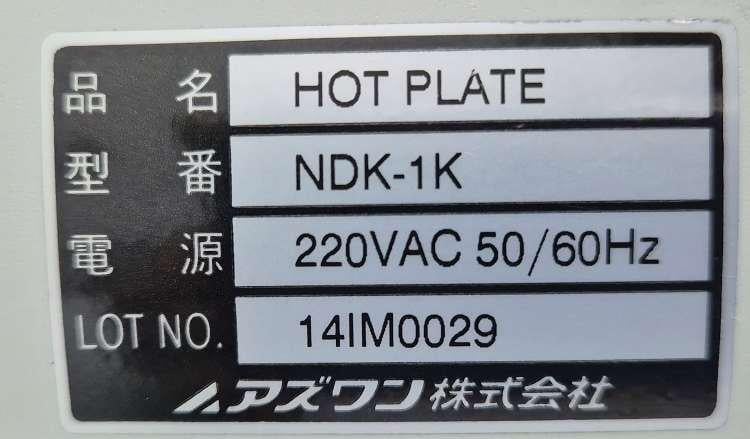 品名 HOT PLATE
型番 NDK-1K
電源 220VAC 50/60Hz
LOT NO. 14IM0029
アズワン株式会社